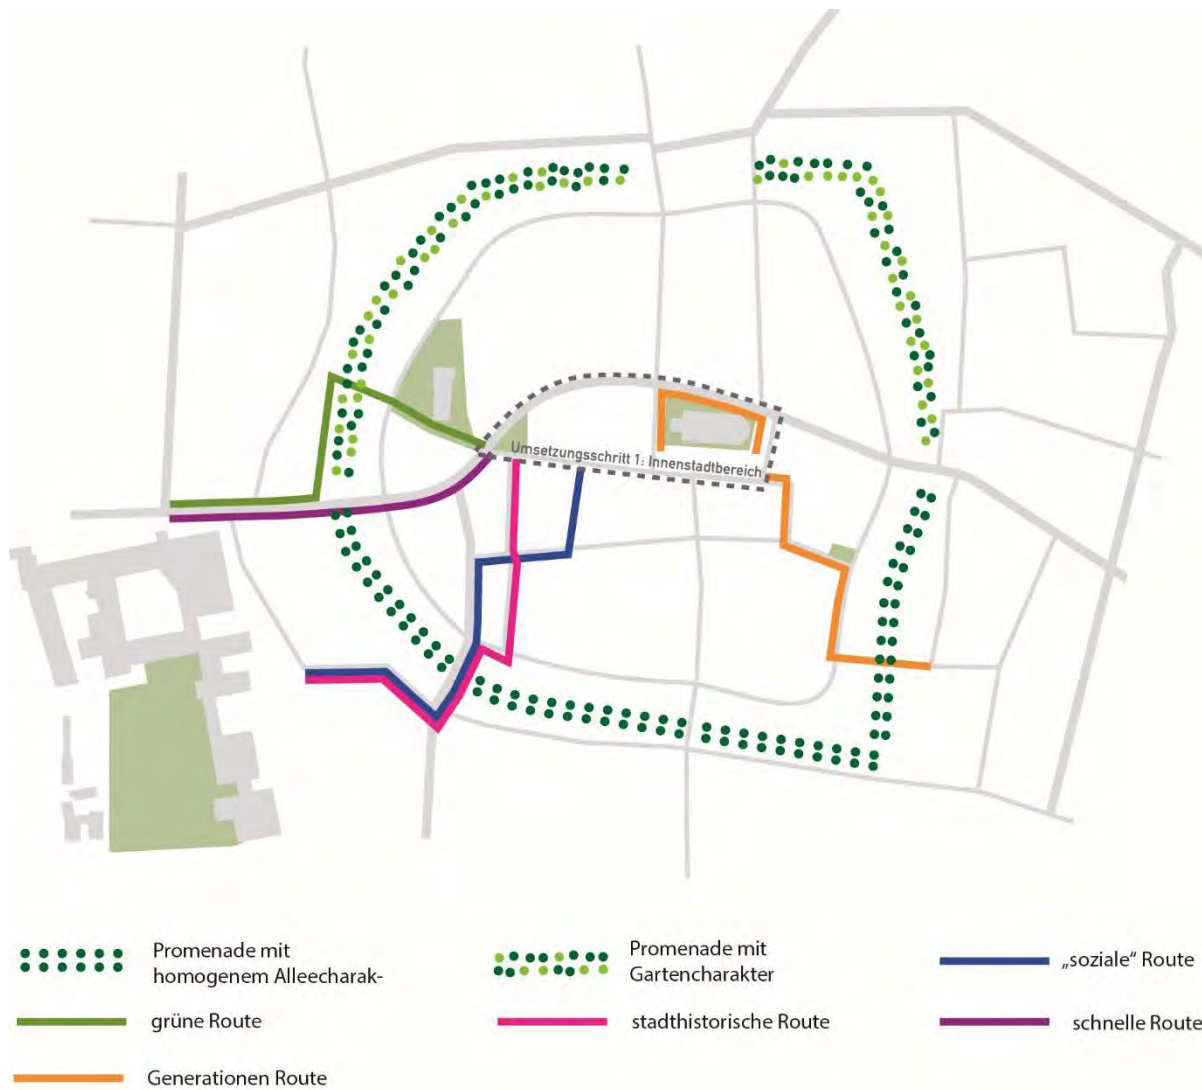 Umsetzungsschritt 1: Innenstadtbereich
Promenade mit
homogenem Alleecharak-
Promenade mit
Gartencharakter
„soziale“ Route
grüne Route
stadthistorische Route
schnelle Route
Generationen Route